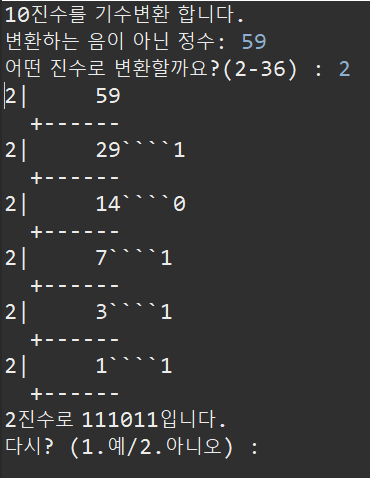 10진수를 기수변환 합니다.
변환하는 음이 아닌 정수: 59
어떤 진수로 변환할까요?(2-36) : 2
2|     59
  +------
2|     29````1
  +------
2|     14````0
  +------
2|     7````1
  +------
2|     3````1
  +------
2|     1````1
  +------
2진수로 111011입니다.
다시? (1.예/2.아니오) :